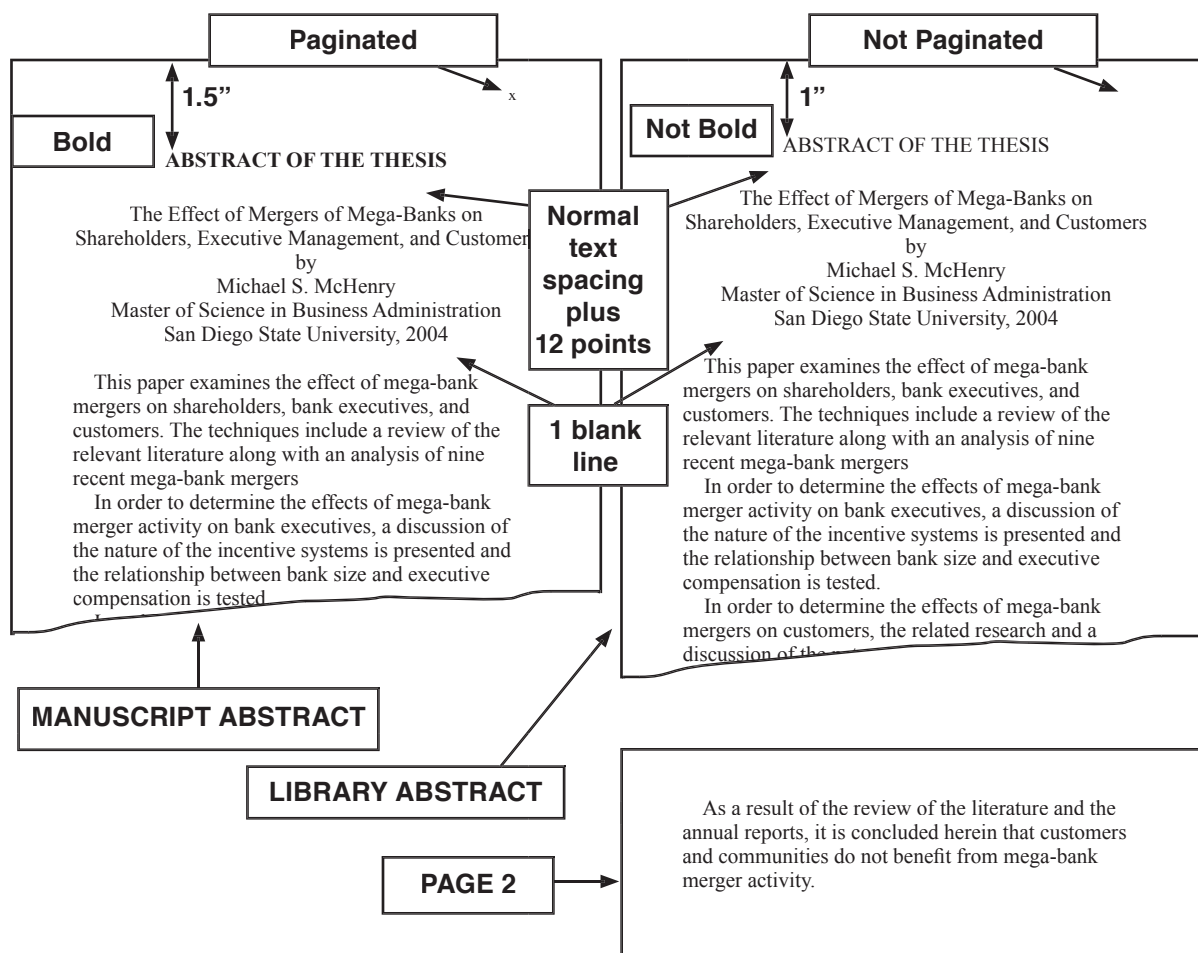 Paginated
1.5”
x
Bold
ABSTRACT OF THE THESIS
The Effect of Mergers of Mega-Banks on
Shareholders, Executive Management, and Customer
by
Michael S. McHenry
Master of Science in Business Administration
San Diego State University, 2004
This paper examines the effect of mega-bank
mergers on shareholders, bank executives, and
customers. The techniques include a review of the
relevant literature along with an analysis of nine
recent mega-bank mergers
In order to determine the effects of mega-bank
merger activity on bank executives, a discussion of
the nature of the incentive systems is presented and
the relationship between bank size and executive
compensation is tested
MANUSCRIPT ABSTRACT
Normal
text
spacing
plus
12 points
1 blank
line
Not Paginated
1”
Not Bold
ABSTRACT OF THE THESIS
The Effect of Mergers of Mega-Banks on
Shareholders, Executive Management, and Customers
by
Michael S. McHenry
Master of Science in Business Administration
San Diego State University, 2004
This paper examines the effect of mega-bank
mergers on shareholders, bank executives, and
customers. The techniques include a review of the
relevant literature along with an analysis of nine
recent mega-bank mergers
In order to determine the effects of mega-bank
merger activity on bank executives, a discussion of
the nature of the incentive systems is presented and
the relationship between bank size and executive
compensation is tested.
In order to determine the effects of mega-bank
mergers on customers, the related research and a
discussion of the
LIBRARY ABSTRACT
PAGE 2
As a result of the review of the literature and the
annual reports, it is concluded herein that customers
and communities do not benefit from mega-bank
merger activity.